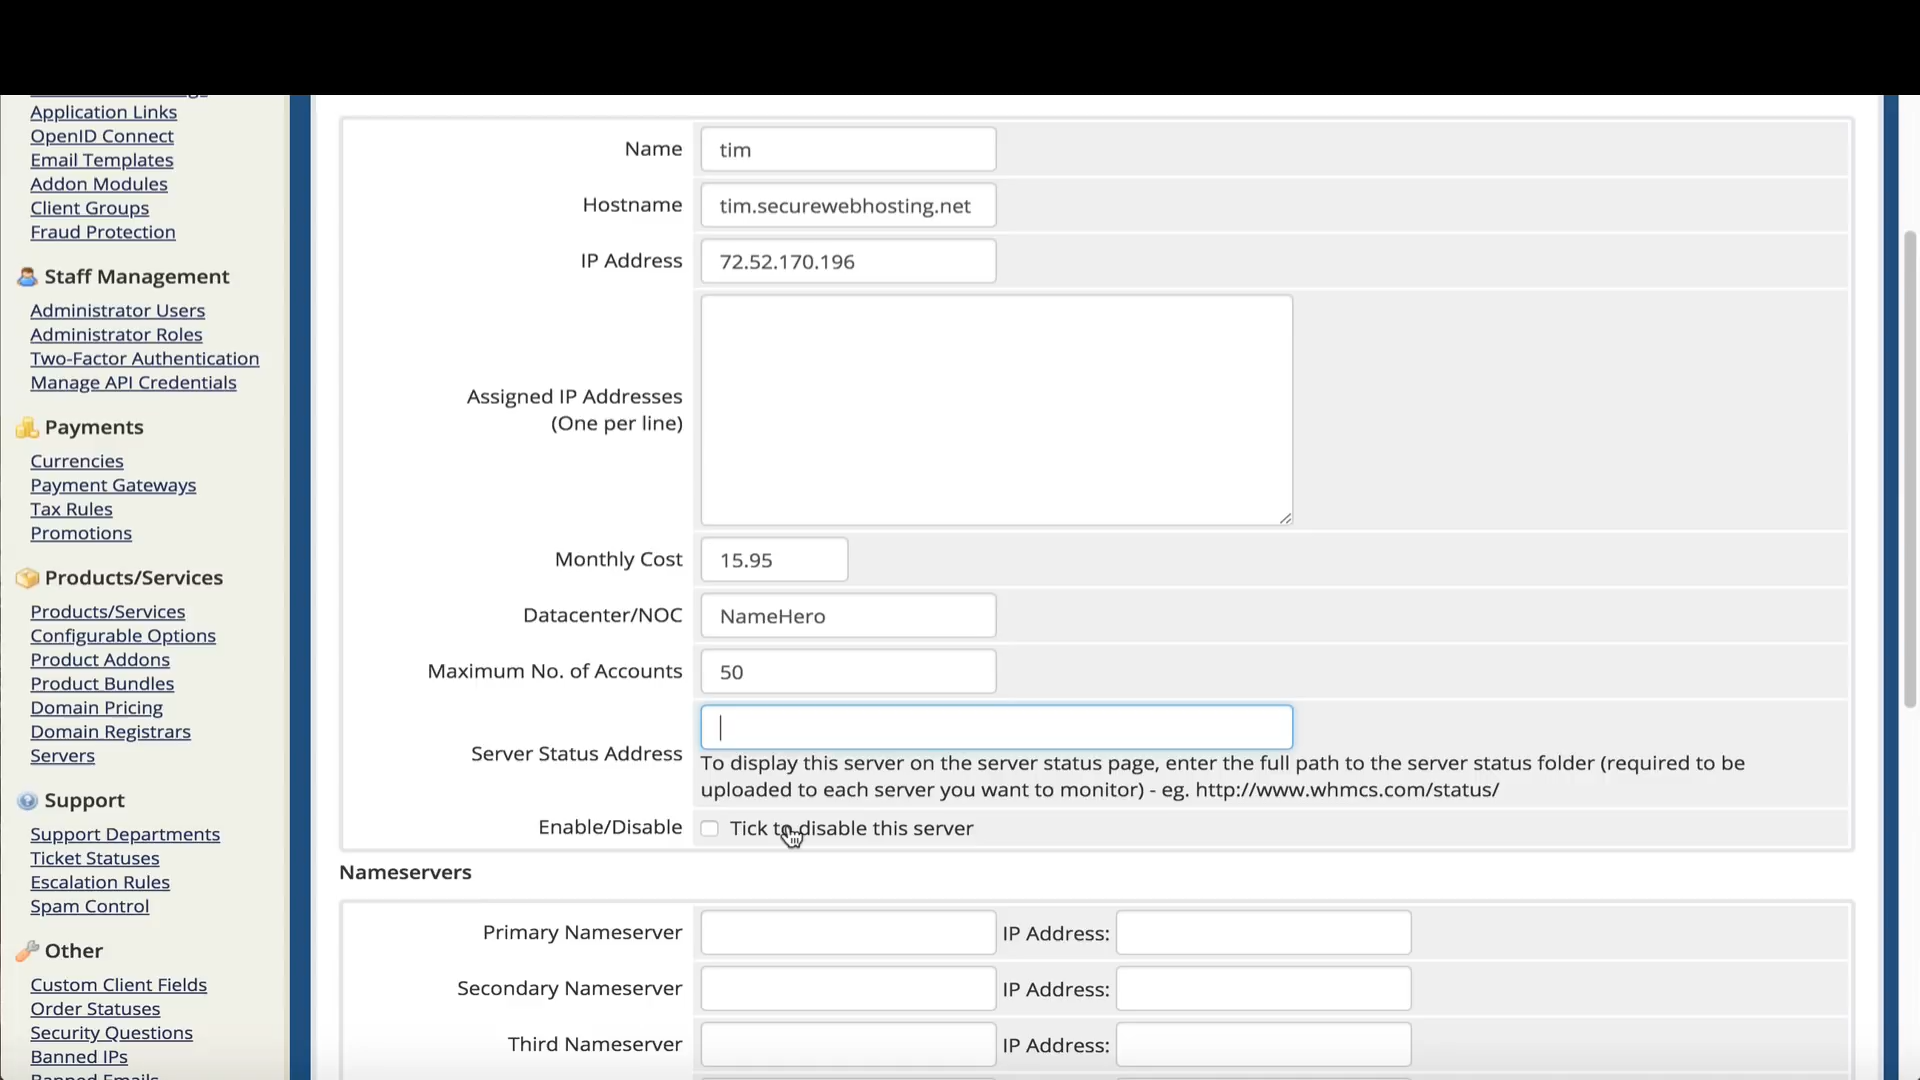 Application Links
OpenID Connect
Email Templates
Addon Modules
Client Groups
Fraud Protection
Staff Management
Administrator Users
Administrator Roles
Two-Factor Authentication
Manage API Credentials
Payments
Currencies
Payment Gateways
Tax Rules
Promotions
Products/Services
Products/Services
Configurable Options
Product Addons
Product Bundles
Domain Pricing
Domain Registrars
Servers
Support
Support Departments
Ticket Statuses
Escalation Rules
Spam Control
Other
Custom Client Fields
Order Statuses
Security Questions
Banned IPs
Banned Emails
Name tim
Hostname tim.securewebhosting.net
IP Address 72.52.170.196
Assigned IP Addresses
(One per line)
Monthly Cost 15.95
Datacenter/NOC NameHero
Maximum No. of Accounts 50
Server Status Address
To display this server on the server status page, enter the full path to the server status folder (required to be
uploaded to each server you want to monitor) - eg. http://www.whmcs.com/status/
Enable/Disable Tick to disable this server
Nameservers
Primary Nameserver IP Address:
Secondary Nameserver IP Address:
Third Nameserver IP Address: